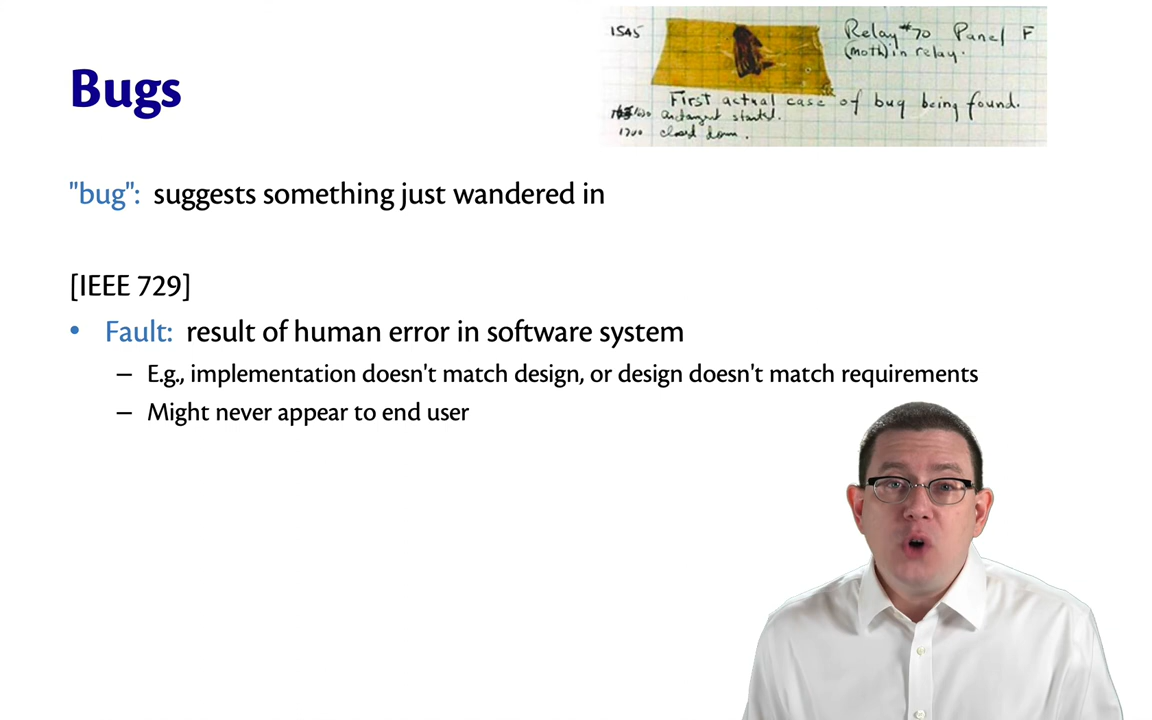 1545
Relay #70 Panel F
(moth) in relay.
First actual case of bug being found.
antangent started.
1700 closed down.
Bugs
"bug": suggests something just wandered in
[IEEE 729]
• Fault: result of human error in software system
– E.g., implementation doesn't match design, or design doesn't match requirements
– Might never appear to end user